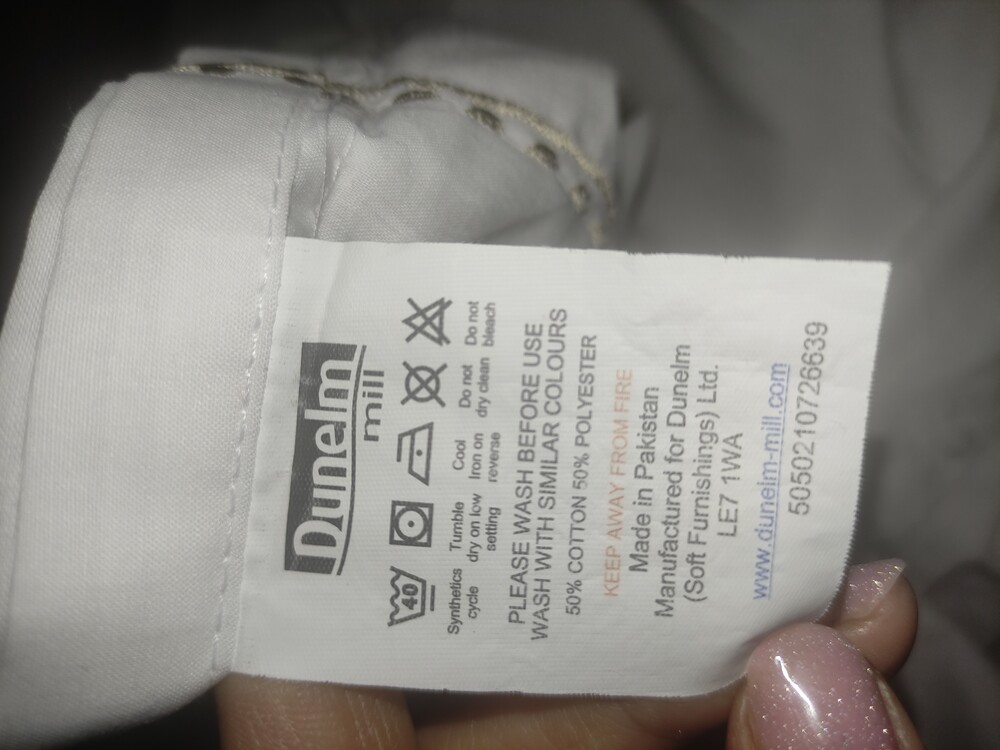 Dunelm
mill
40
Synthetics cycle
Tumble dry on low setting
Cool Iron on reverse
Do not dry clean
Do not bleach
PLEASE WASH BEFORE USE
WASH WITH SIMILAR COLOURS
50% COTTON 50% POLYESTER
KEEP AWAY FROM FIRE
Made in Pakistan
Manufactured for Dunelm
(Soft Furnishings) Ltd.
LE7 1WA
www.dunelm-mill.com
5050210726639